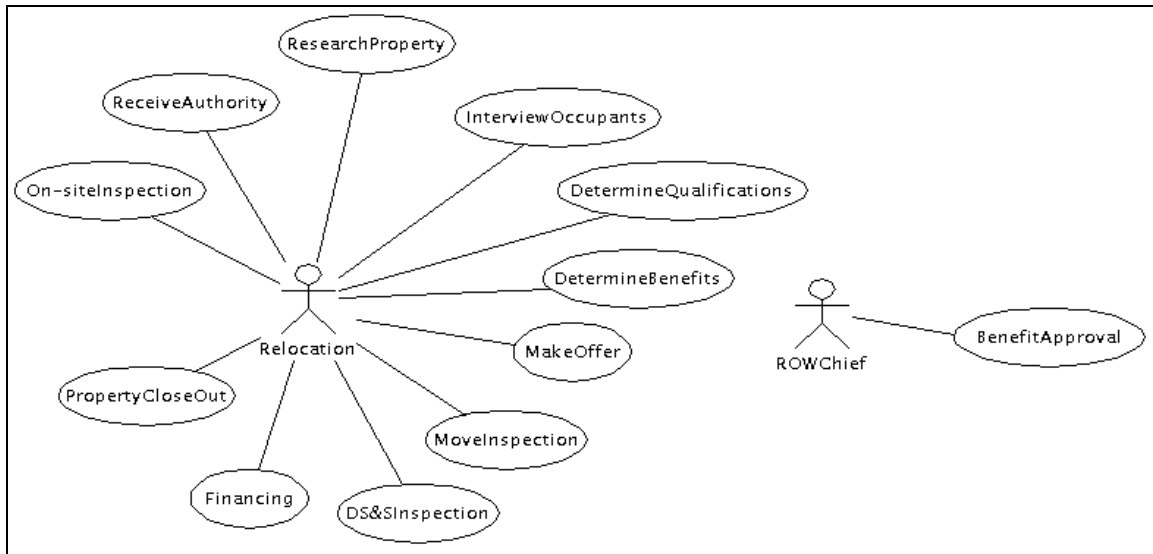 ResearchProperty
ReceiveAuthority
InterviewOccupants
On-siteInspection
DetermineQualifications
DetermineBenefits
Relocation
MakeOffer
ROWChief
BenefitApproval
PropertyCloseOut
MoveInspection
Financing
DS&SInspection